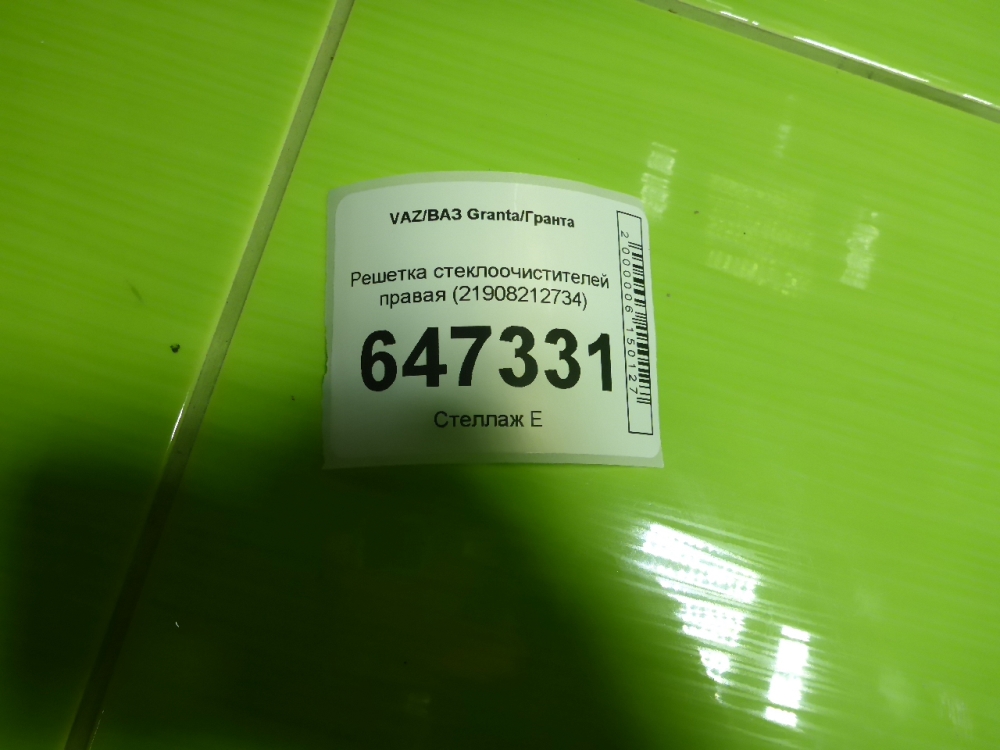 VAZ/ВАЗ Granta/Гранта
Решетка стеклоочистителей
правая (21908212734)
647331
Стеллаж Е
2000006150127